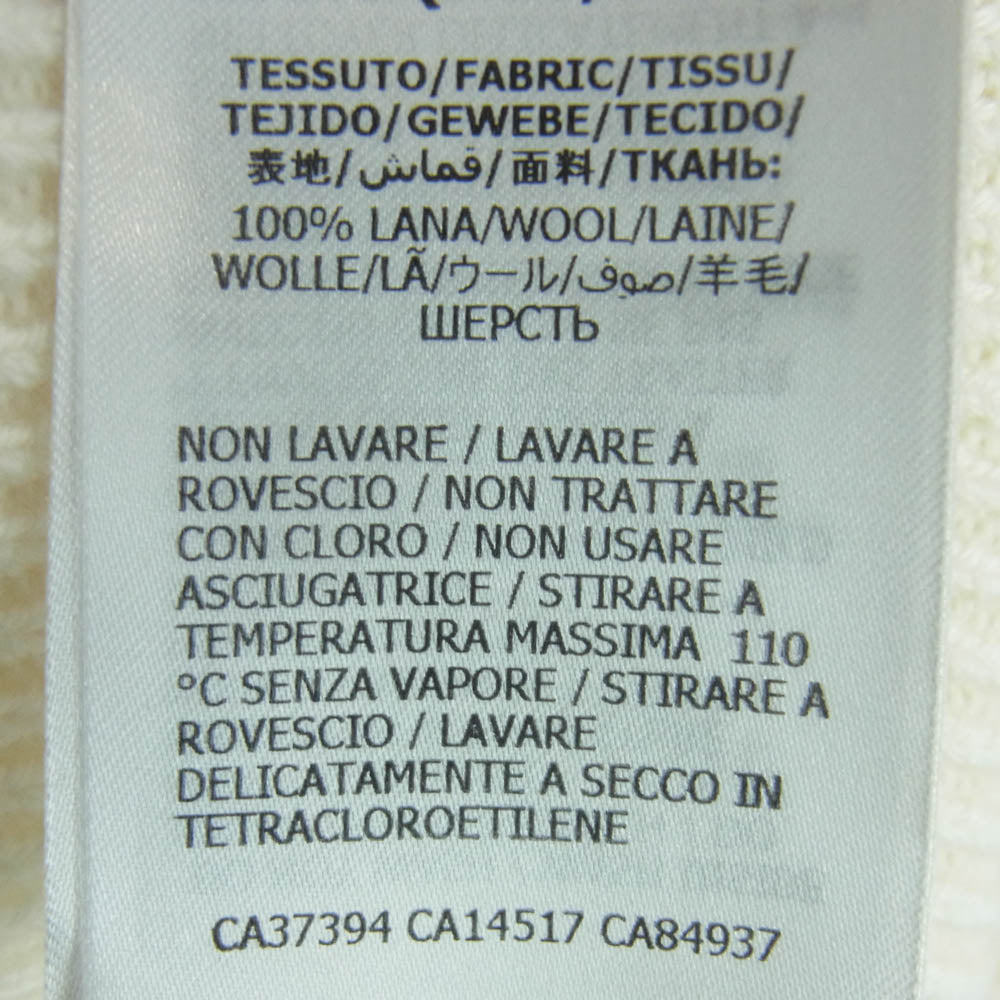 TESSUTO/FABRIC/TISSU/
TEJIDO/GEWEBE/TECIDO/
表地/قماش/面料/ТКАНЬ:
100% LANA/WOOL/LAINE/
WOLLE/LÃ/ウール/صوف/羊毛/
ШЕРСТЬ
NON LAVARE / LAVARE A
ROVESCIO / NON TRATTARE
CON CLORO / NON USARE
ASCIUGATRICE / STIRARE A
TEMPERATURA MASSIMA 110
°C SENZA VAPORE / STIRARE A
ROVESCIO / LAVARE
DELICATAMENTE A SECCO IN
TETRACLOROETILENE
CA37394 CA14517 CA84937